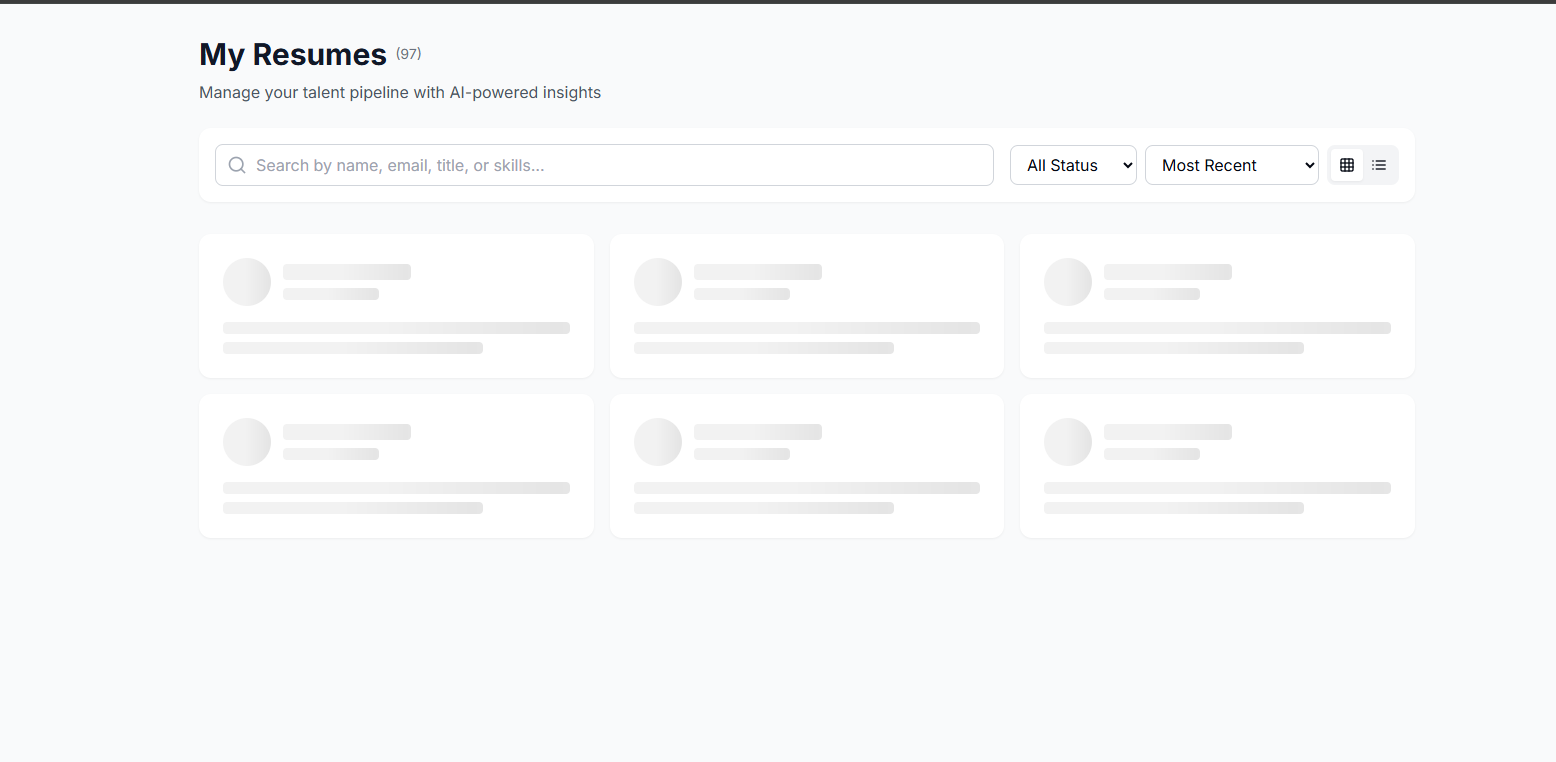 My Resumes (97)
Manage your talent pipeline with AI-powered insights
Search by name, email, title, or skills... All Status Most Recent